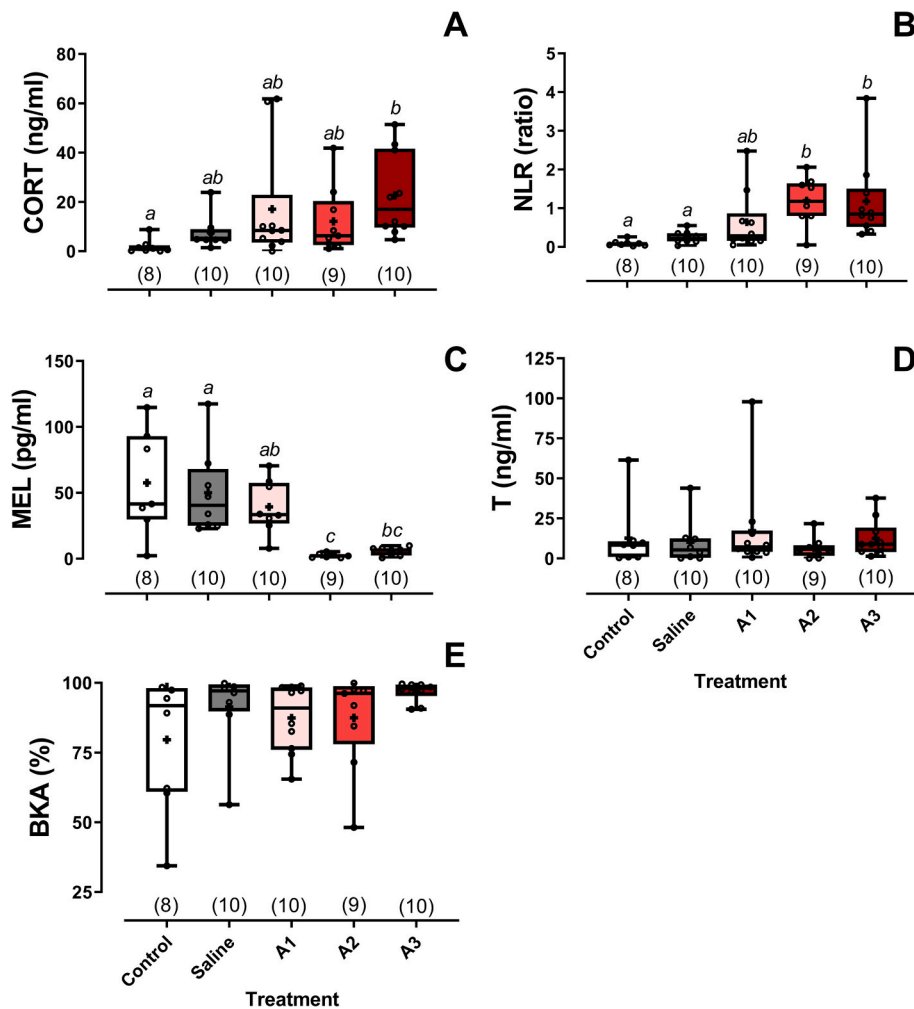 A
CORT (ng/ml)
80
60
40
20
0
a
ab
ab
ab
b
(8)
(10)
(10)
(9)
(10)
B
NLR (ratio)
5
4
3
2
1
0
a
a
ab
b
b
(8)
(10)
(10)
(9)
(10)
C
MEL (pg/ml)
150
100
50
0
a
a
ab
c
bc
(8)
(10)
(10)
(9)
(10)
D
T (ng/ml)
125
100
75
50
25
0
(8)
(10)
(10)
(9)
(10)
Control
Saline
A1
A2
A3
Treatment
E
BKA (%)
100
75
50
25
(8)
(10)
(10)
(9)
(10)
Control
Saline
A1
A2
A3
Treatment